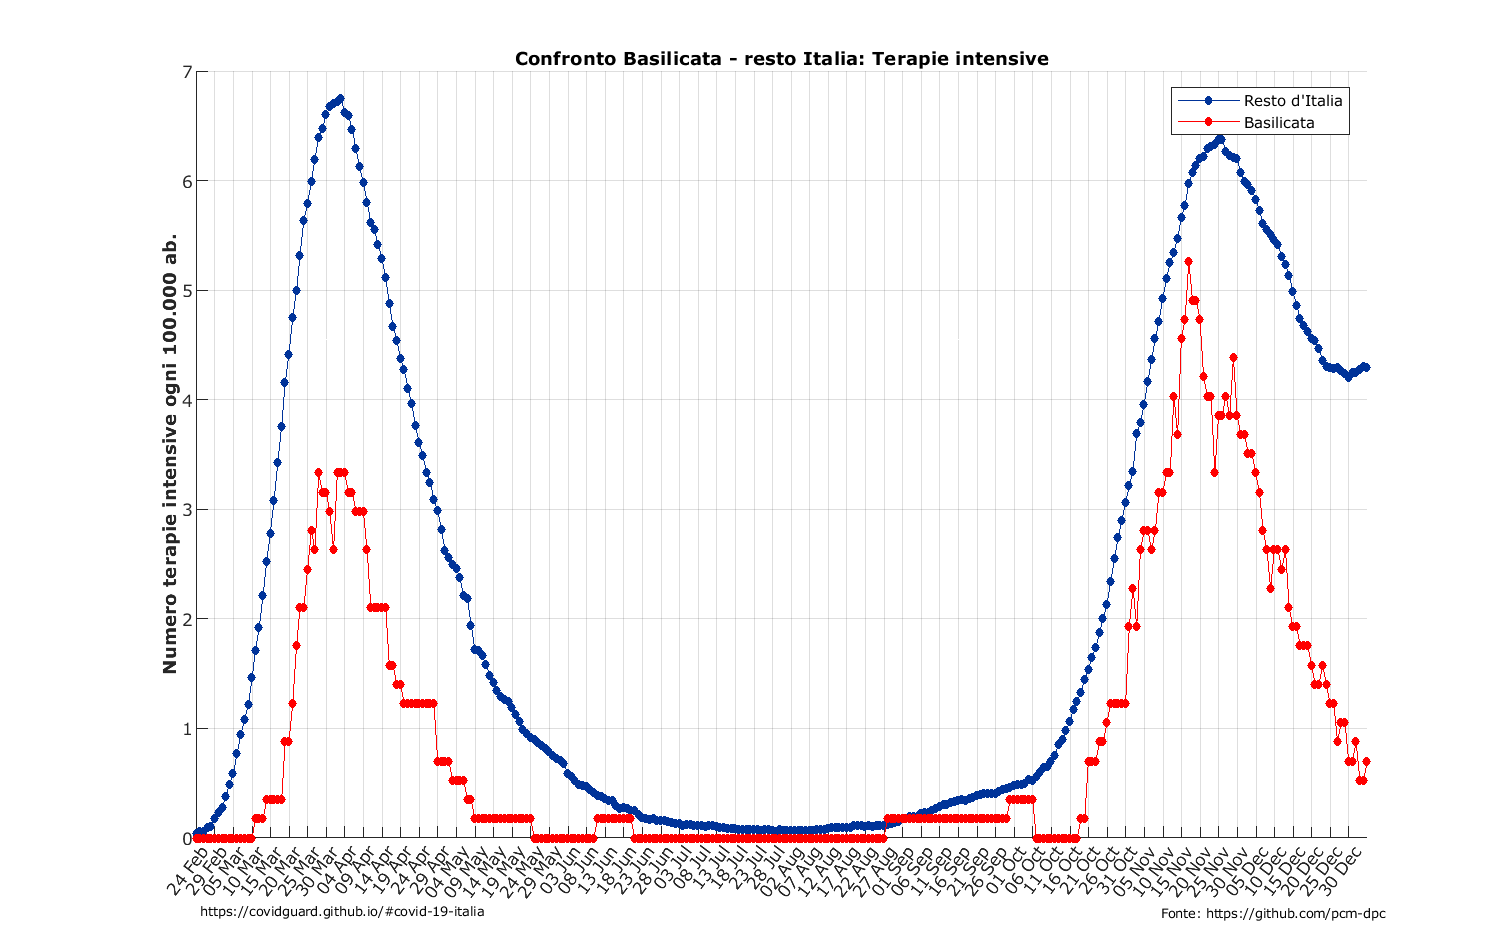 Confronto Basilicata - resto Italia: Terapie intensive
Numero terapie intensive ogni 100.000 ab.
7
6
5
4
3
2
1
0
Resto d'Italia
Basilicata
24 Feb
29 Feb
05 Mar
10 Mar
15 Mar
20 Mar
25 Mar
30 Mar
04 Apr
09 Apr
14 Apr
19 Apr
24 Apr
29 Apr
04 May
09 May
14 May
19 May
24 May
29 May
03 Jun
08 Jun
13 Jun
18 Jun
23 Jun
28 Jun
03 Jul
08 Jul
13 Jul
18 Jul
23 Jul
28 Jul
02 Aug
07 Aug
12 Aug
17 Aug
22 Aug
27 Aug
01 Sep
06 Sep
11 Sep
16 Sep
21 Sep
26 Sep
01 Oct
06 Oct
11 Oct
16 Oct
21 Oct
26 Oct
31 Oct
05 Nov
10 Nov
15 Nov
20 Nov
25 Nov
30 Nov
05 Dec
10 Dec
15 Dec
20 Dec
25 Dec
30 Dec
https://covidguard.github.io/#covid-19-italia
Fonte: https://github.com/pcm-dpc